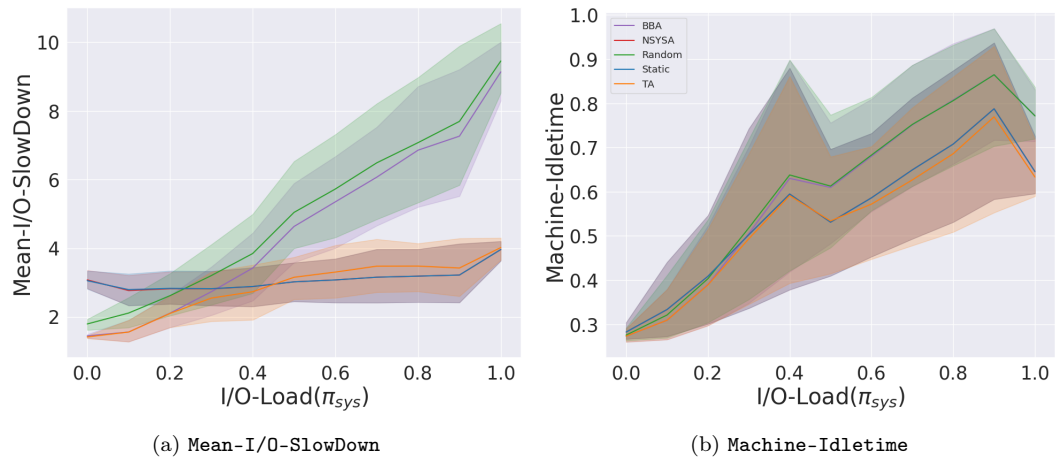 10
8
6
4
2
Mean-I/O-SlowDown
0.0 0.2 0.4 0.6 0.8 1.0
I/O-Load(π_sys)
(a) Mean-I/O-SlowDown
1.0
0.9
0.8
0.7
0.6
0.5
0.4
0.3
Machine-Idletime
BBA
NSYSA
Random
Static
TA
0.0 0.2 0.4 0.6 0.8 1.0
I/O-Load(π_sys)
(b) Machine-Idletime